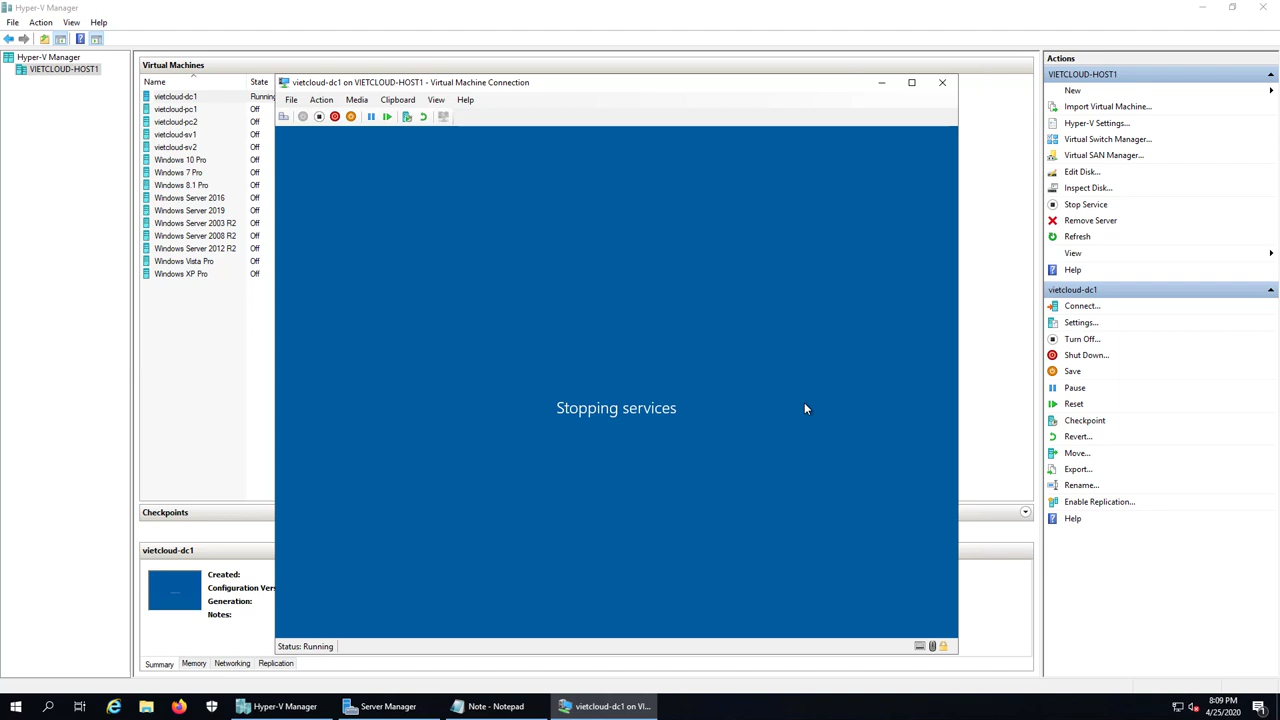 Hyper-V Manager
File Action View Help
Hyper-V Manager
VIETCLOUD-HOST1
Virtual Machines
Name State
vietcloud-dc1 Running
vietcloud-pc1 Off
vietcloud-pc2 Off
vietcloud-sv1 Off
vietcloud-sv2 Off
Windows 10 Pro Off
Windows 7 Pro Off
Windows 8.1 Pro Off
Windows Server 2016 Off
Windows Server 2019 Off
Windows Server 2003 R2 Off
Windows Server 2008 R2 Off
Windows Server 2012 R2 Off
Windows Vista Pro Off
Windows XP Pro Off
Checkpoints
vietcloud-dc1
Created:
Configuration Vers
Generation:
Notes:
Summary Memory Networking Replication
vietcloud-dc1 on VIETCLOUD-HOST1 - Virtual Machine Connection
File Action Media Clipboard View Help
Stopping services
Status: Running
Actions
VIETCLOUD-HOST1
New
Import Virtual Machine...
Hyper-V Settings...
Virtual Switch Manager...
Virtual SAN Manager...
Edit Disk...
Inspect Disk...
Stop Service
Remove Server
Refresh
View
Help
vietcloud-dc1
Connect...
Settings...
Turn Off...
Shut Down...
Save
Pause
Reset
Checkpoint
Revert...
Move...
Export...
Rename...
Enable Replication...
Help
Hyper-V Manager
Server Manager
Note - Notepad
vietcloud-dc1 on VI...
8:09 PM
4/25/2020